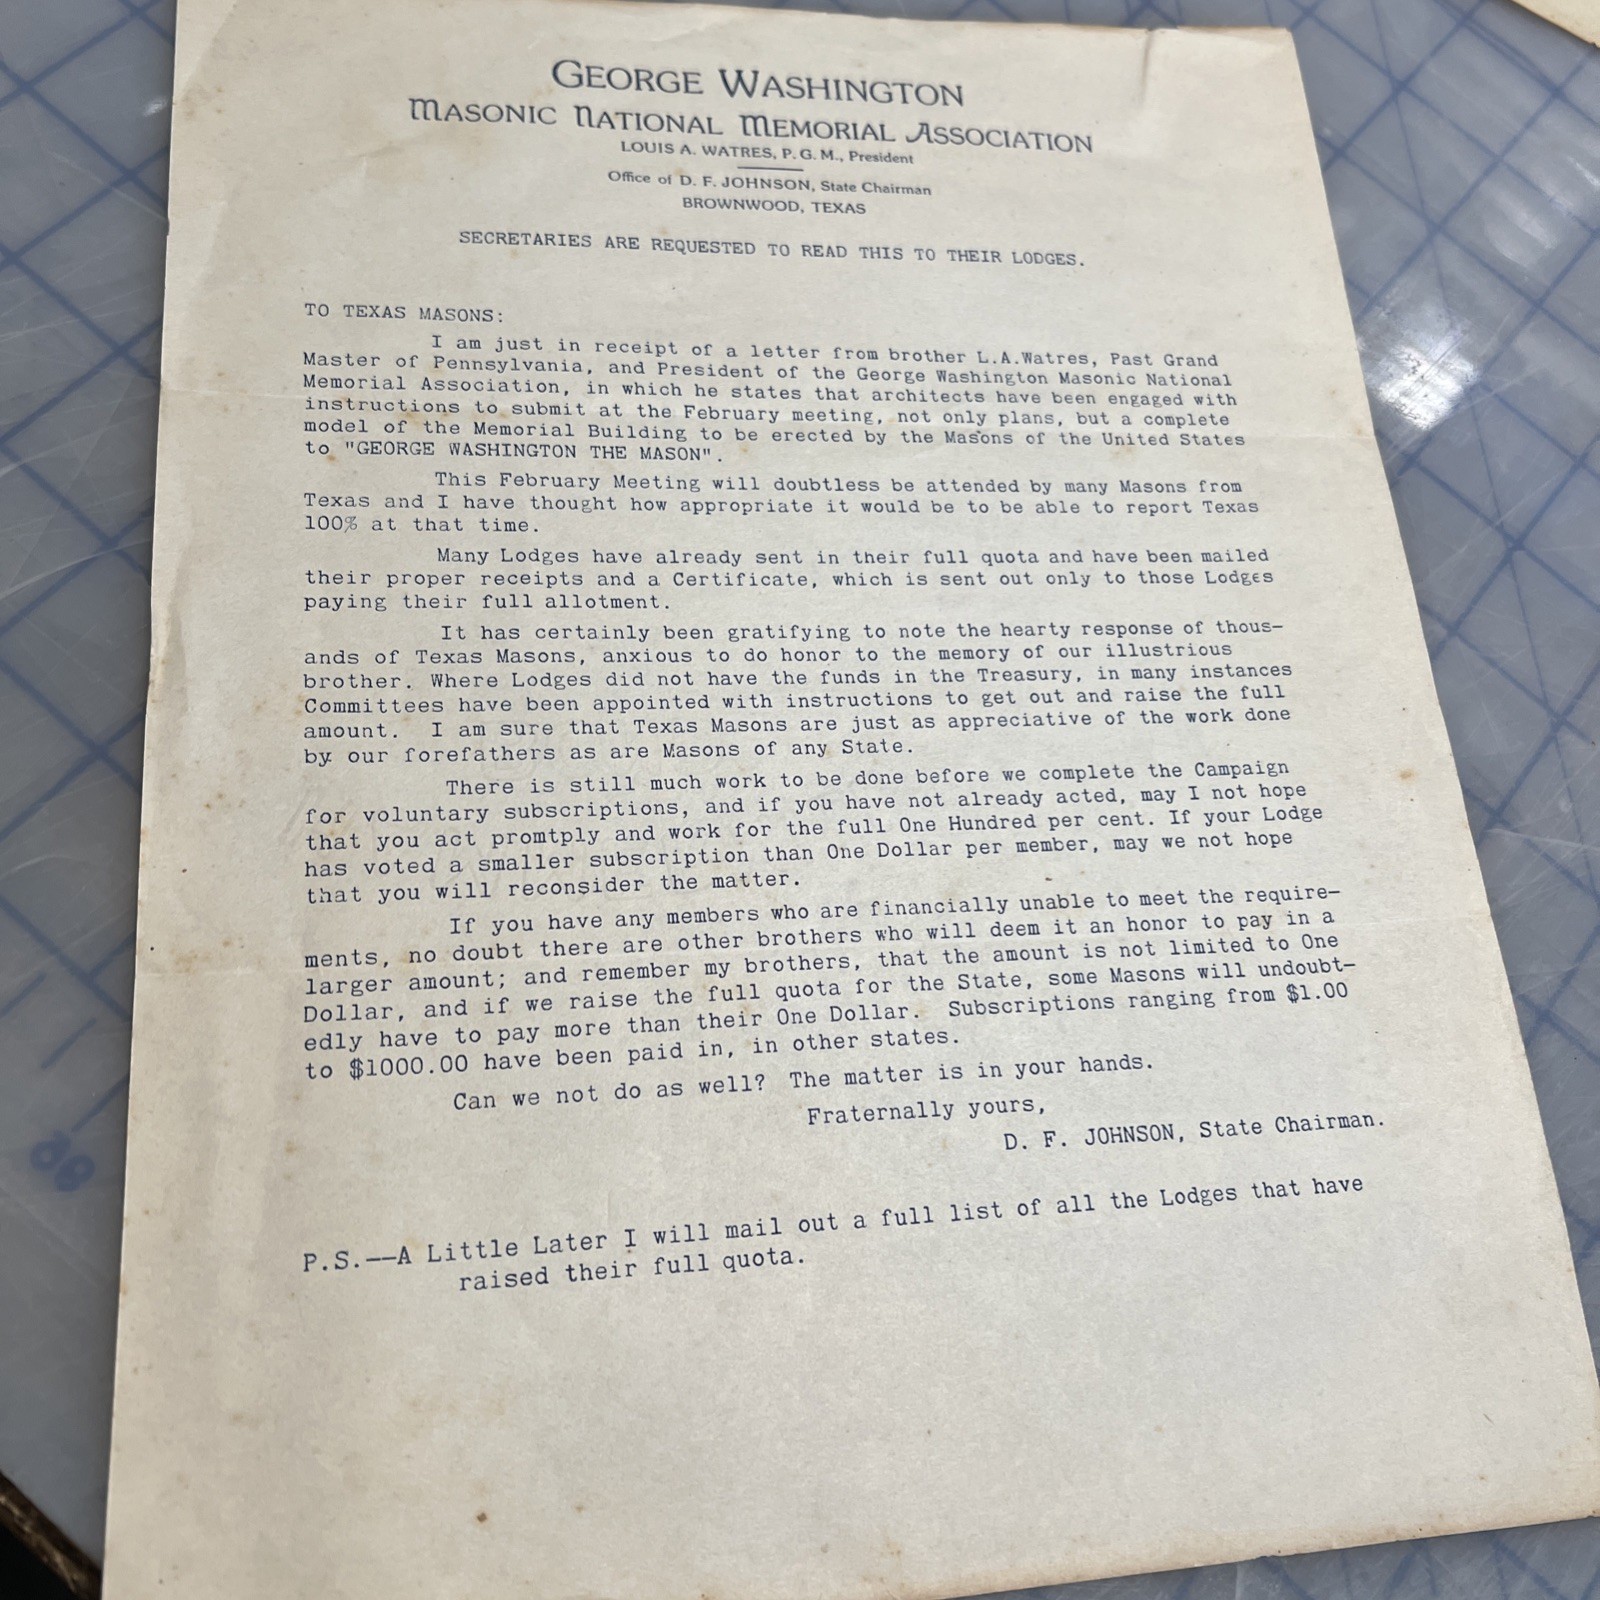 GEORGE WASHINGTON
MASONIC NATIONAL MEMORIAL ASSOCIATION
LOUIS A. WATRES, P. G. M., President
Office of D. F. JOHNSON, State Chairman
BROWNWOOD, TEXAS
SECRETARIES ARE REQUESTED TO READ THIS TO THEIR LODGES.
TO TEXAS MASONS:
I am just in receipt of a letter from brother L.A.Watres, Past Grand
Master of Pennsylvania, and President of the George Washington Masonic National
Memorial Association, in which he states that architects have been engaged with
instructions to submit at the February meeting, not only plans, but a complete
model of the Memorial Building to be erected by the Masons of the United States
to "GEORGE WASHINGTON THE MASON".
This February Meeting will doubtless be attended by many Masons from
Texas and I have thought how appropriate it would be to be able to report Texas
100% at that time.
Many Lodges have already sent in their full quota and have been mailed
their proper receipts and a Certificate, which is sent out only to those Lodges
paying their full allotment.
It has certainly been gratifying to note the hearty response of thous-
ands of Texas Masons, anxious to do honor to the memory of our illustrious
brother. Where Lodges did not have the funds in the Treasury, in many instances
Committees have been appointed with instructions to get out and raise the full
amount. I am sure that Texas Masons are just as appreciative of the work done
by our forefathers as are Masons of any State.
There is still much work to be done before we complete the Campaign
for voluntary subscriptions, and if you have not already acted, may I not hope
that you act promtply and work for the full One Hundred per cent. If your Lodge
has voted a smaller subscription than One Dollar per member, may we not hope
that you will reconsider the matter.
If you have any members who are financially unable to meet the require-
ments, no doubt there are other brothers who will deem it an honor to pay in a
larger amount; and remember my brothers, that the amount is not limited to One
Dollar, and if we raise the full quota for the State, some Masons will undoubt-
edly have to pay more than their One Dollar. Subscriptions ranging from $1.00
to $1000.00 have been paid in, in other states.
Can we not do as well? The matter is in your hands.
Fraternally yours,
D. F. JOHNSON, State Chairman.
P.S.--A Little Later I will mail out a full list of all the Lodges that have
raised their full quota.